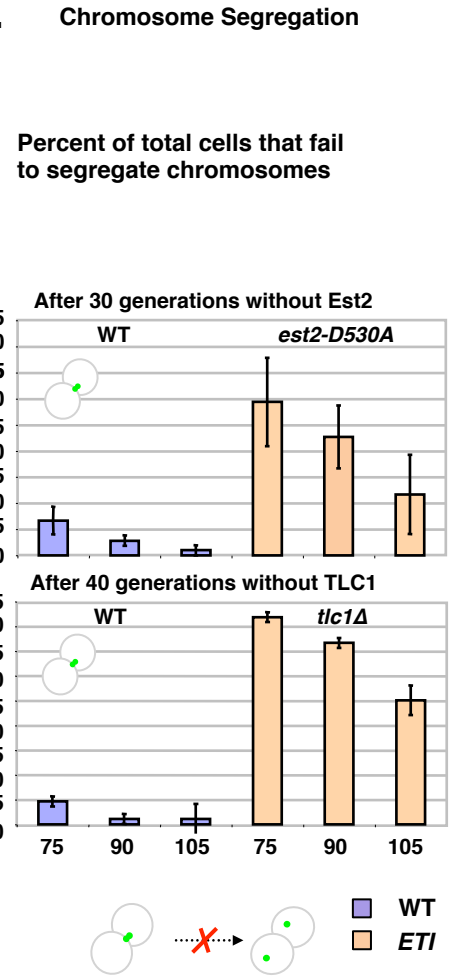 Chromosome Segregation
Percent of total cells that fail
to segregate chromosomes
After 30 generations without Est2
WT est2-D530A
After 40 generations without TLC1
WT tlc1Δ
75 90 105 75 90 105
WT
ETI